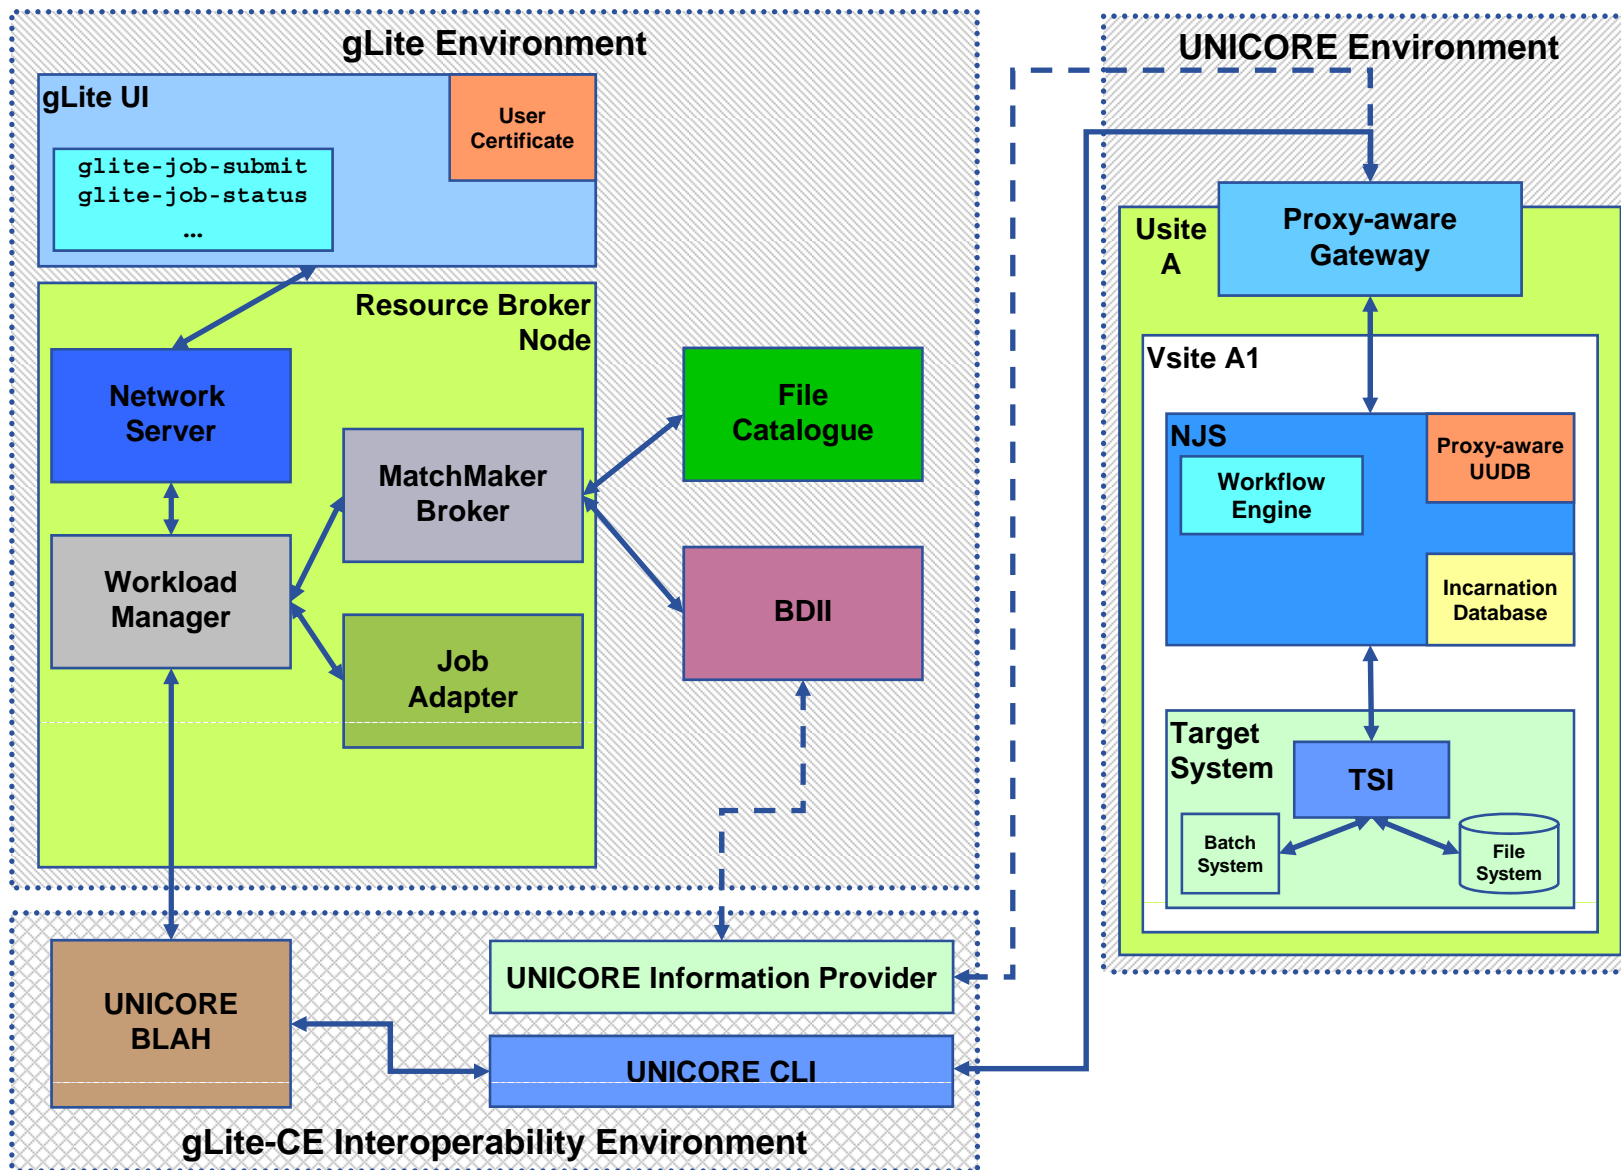 gLite Environment
gLite UI
User
Certificate
glite-job-submit
glite-job-status
...
Resource Broker
Node
Network
Server
MatchMaker
Broker
Workload
Manager
Job
Adapter
File
Catalogue
BDII
UNICORE
BLAH
UNICORE Information Provider
UNICORE CLI
gLite-CE Interoperability Environment
UNICORE Environment
Usite
A
Proxy-aware
Gateway
Vsite A1
NJS
Proxy-aware
UUDB
Workflow
Engine
Incarnation
Database
Target
System
TSI
Batch
System
File
System